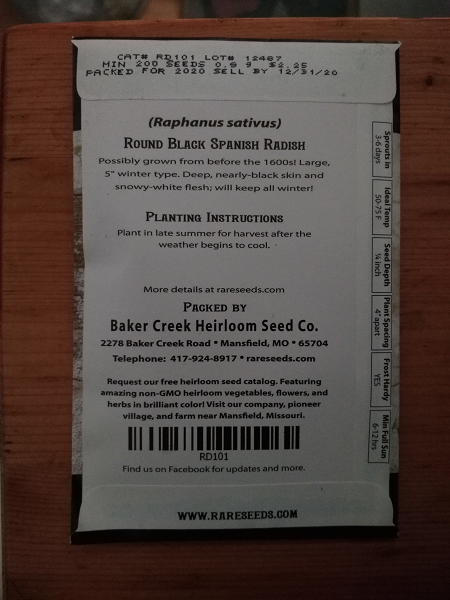 CAT# RD101 LOT# 12467
MIN 200 SEEDS 0.9 g $2.25
PACKED FOR 2020 SELL BY 12/31/20
(Raphanus sativus)
Round Black Spanish Radish
Possibly grown from before the 1600s! Large,
5" winter type. Deep, nearly-black skin and
snowy-white flesh; will keep all winter!
Planting Instructions
Plant in late summer for harvest after the
weather begins to cool.
More details at rareseeds.com
Packed by
Baker Creek Heirloom Seed Co.
2278 Baker Creek Road • Mansfield, MO • 65704
Telephone: 417-924-8917 • rareseeds.com
Request our free heirloom seed catalog. Featuring
amazing non-GMO heirloom vegetables, flowers, and
herbs in brilliant color! Visit our company, pioneer
village, and farm near Mansfield, Missouri.
RD101
Find us on Facebook for updates and more.
www.rareseeds.com
Sprouts in
3-6 days
Ideal Temp
50-75 F
Seed Depth
¼ inch
Plant Spacing
4" apart
Frost Hardy
YES
Min Full Sun
6-12 hrs